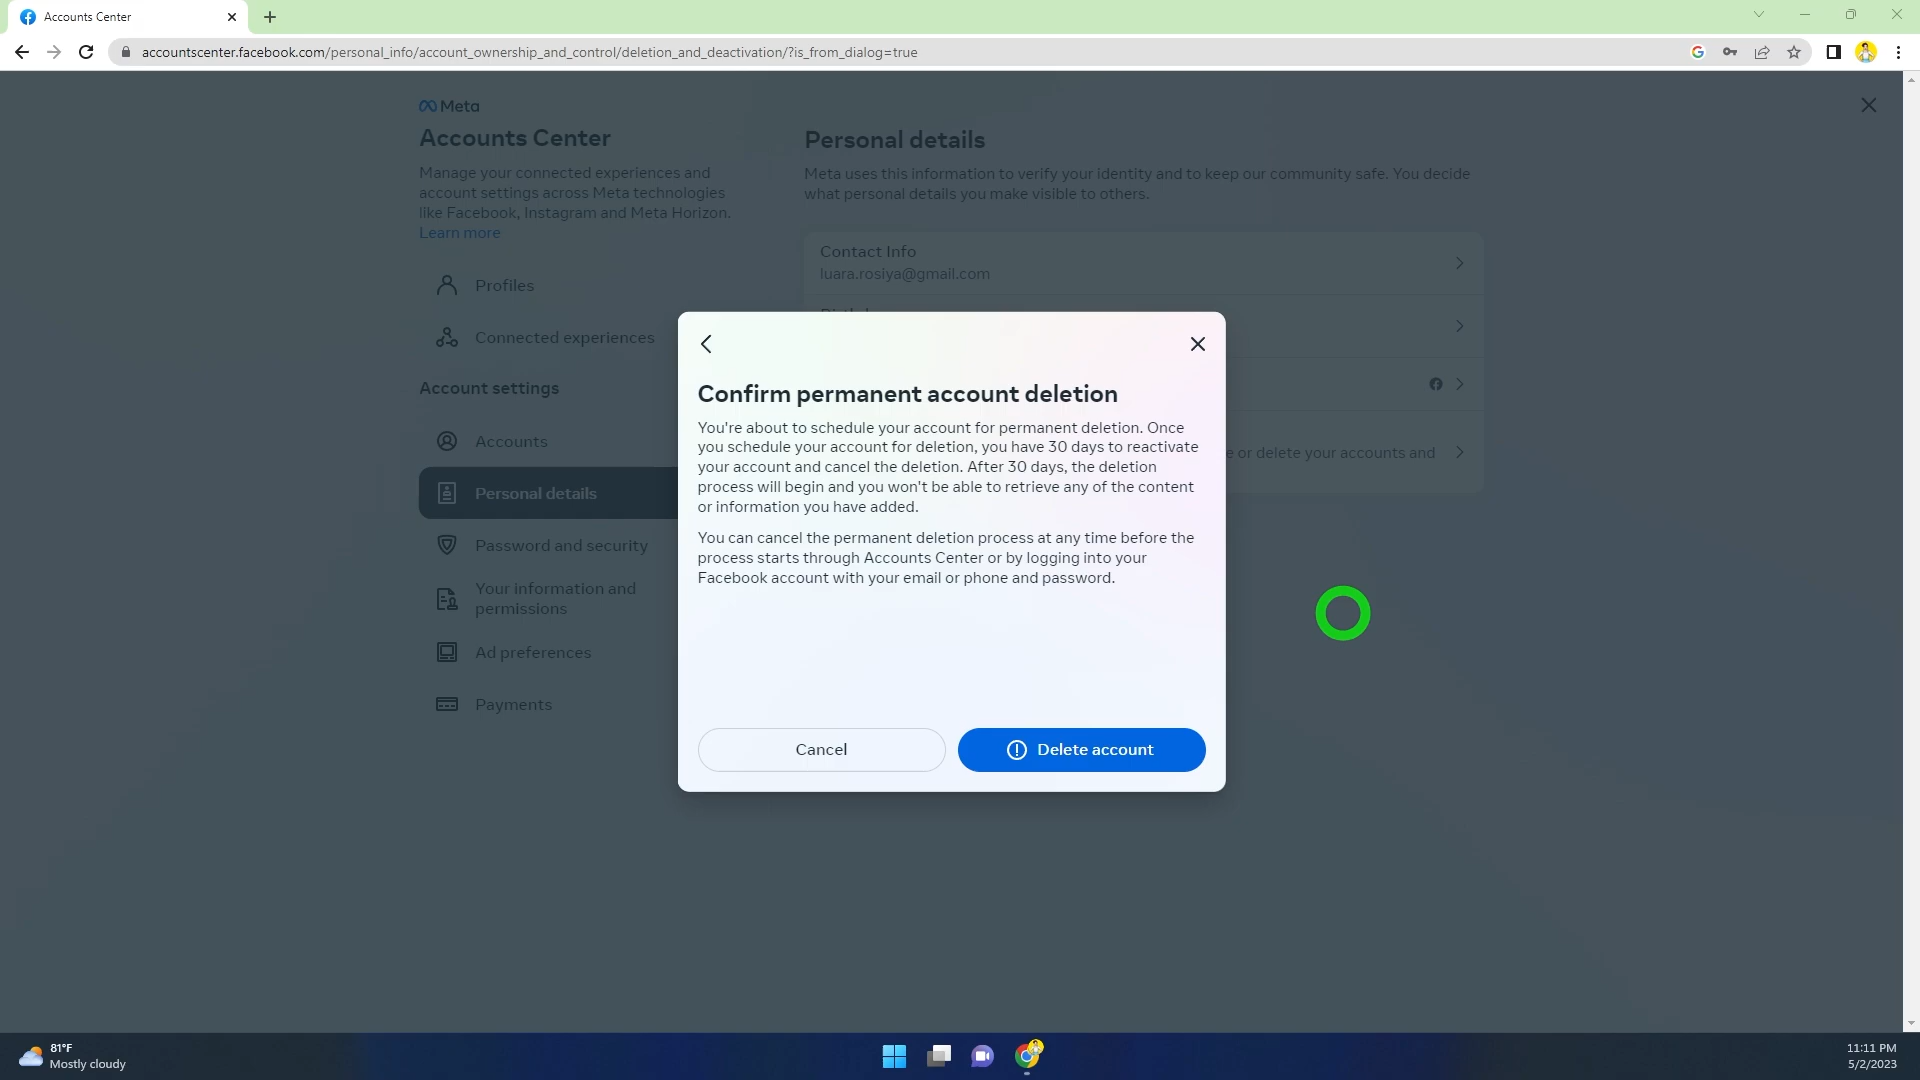 Accounts Center
accountscenter.facebook.com/personal_info/account_ownership_and_control/deletion_and_deactivation/?is_from_dialog=true
Meta
Accounts Center
Manage your connected experiences and
account settings across Meta technologies
like Facebook, Instagram and Meta Horizon.
Learn more
Profiles
Connected experiences
Account settings
Accounts
Personal details
Password and security
Your information and
permissions
Ad preferences
Payments
Personal details
Meta uses this information to verify your identity and to keep our community safe. You decide
what personal details you make visible to others.
Contact Info
luara.rosiya@gmail.com
e or delete your accounts and
Confirm permanent account deletion
You're about to schedule your account for permanent deletion. Once
you schedule your account for deletion, you have 30 days to reactivate
your account and cancel the deletion. After 30 days, the deletion
process will begin and you won't be able to retrieve any of the content
or information you have added.
You can cancel the permanent deletion process at any time before the
process starts through Accounts Center or by logging into your
Facebook account with your email or phone and password.
Cancel
Delete account
81°F
Mostly cloudy
11:11 PM
5/2/2023